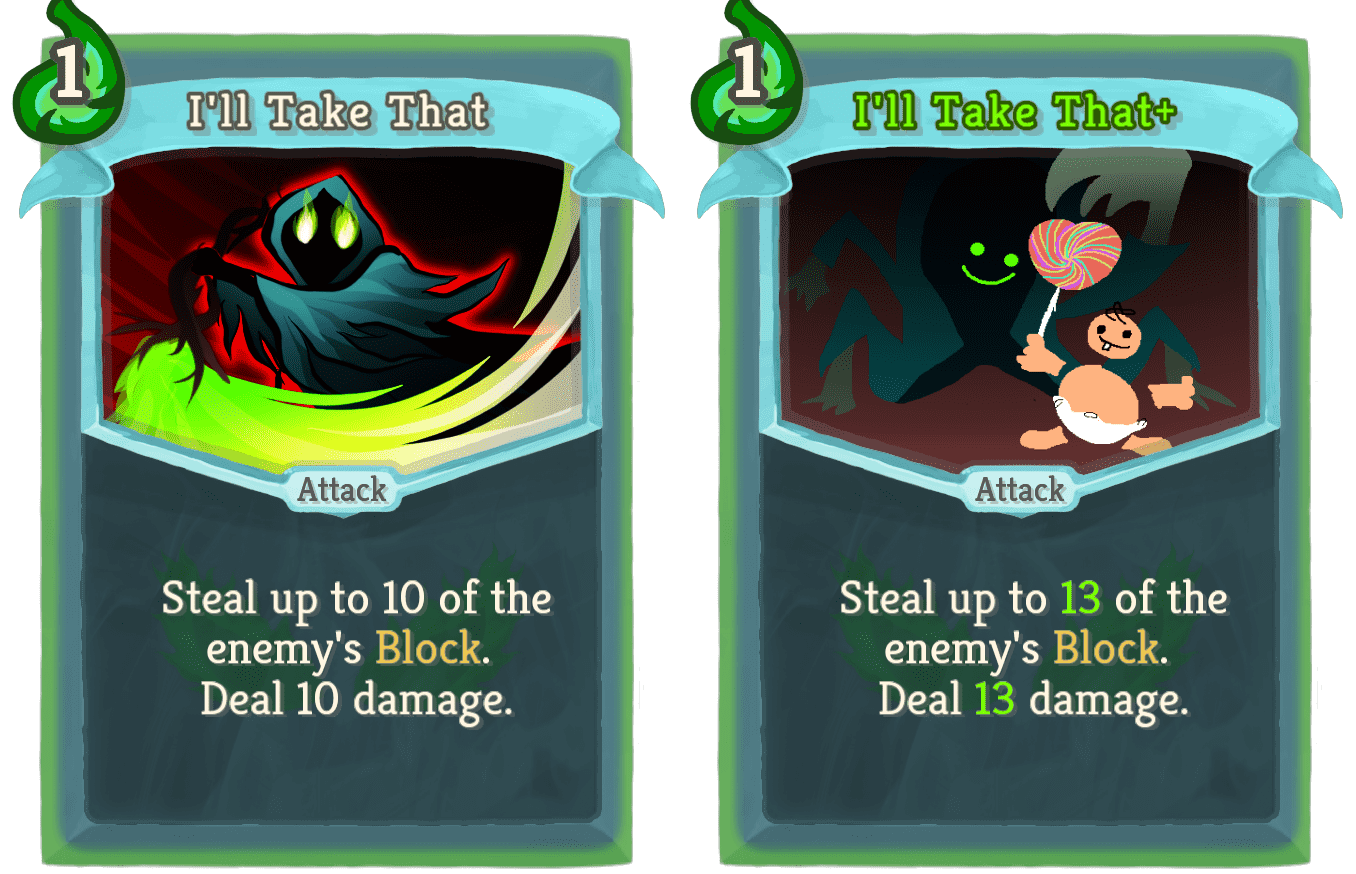 1
I'll Take That
Attack
Steal up to 10 of the
enemy's Block.
Deal 10 damage.
1
I'll Take That+
Attack
Steal up to 13 of the
enemy's Block.
Deal 13 damage.